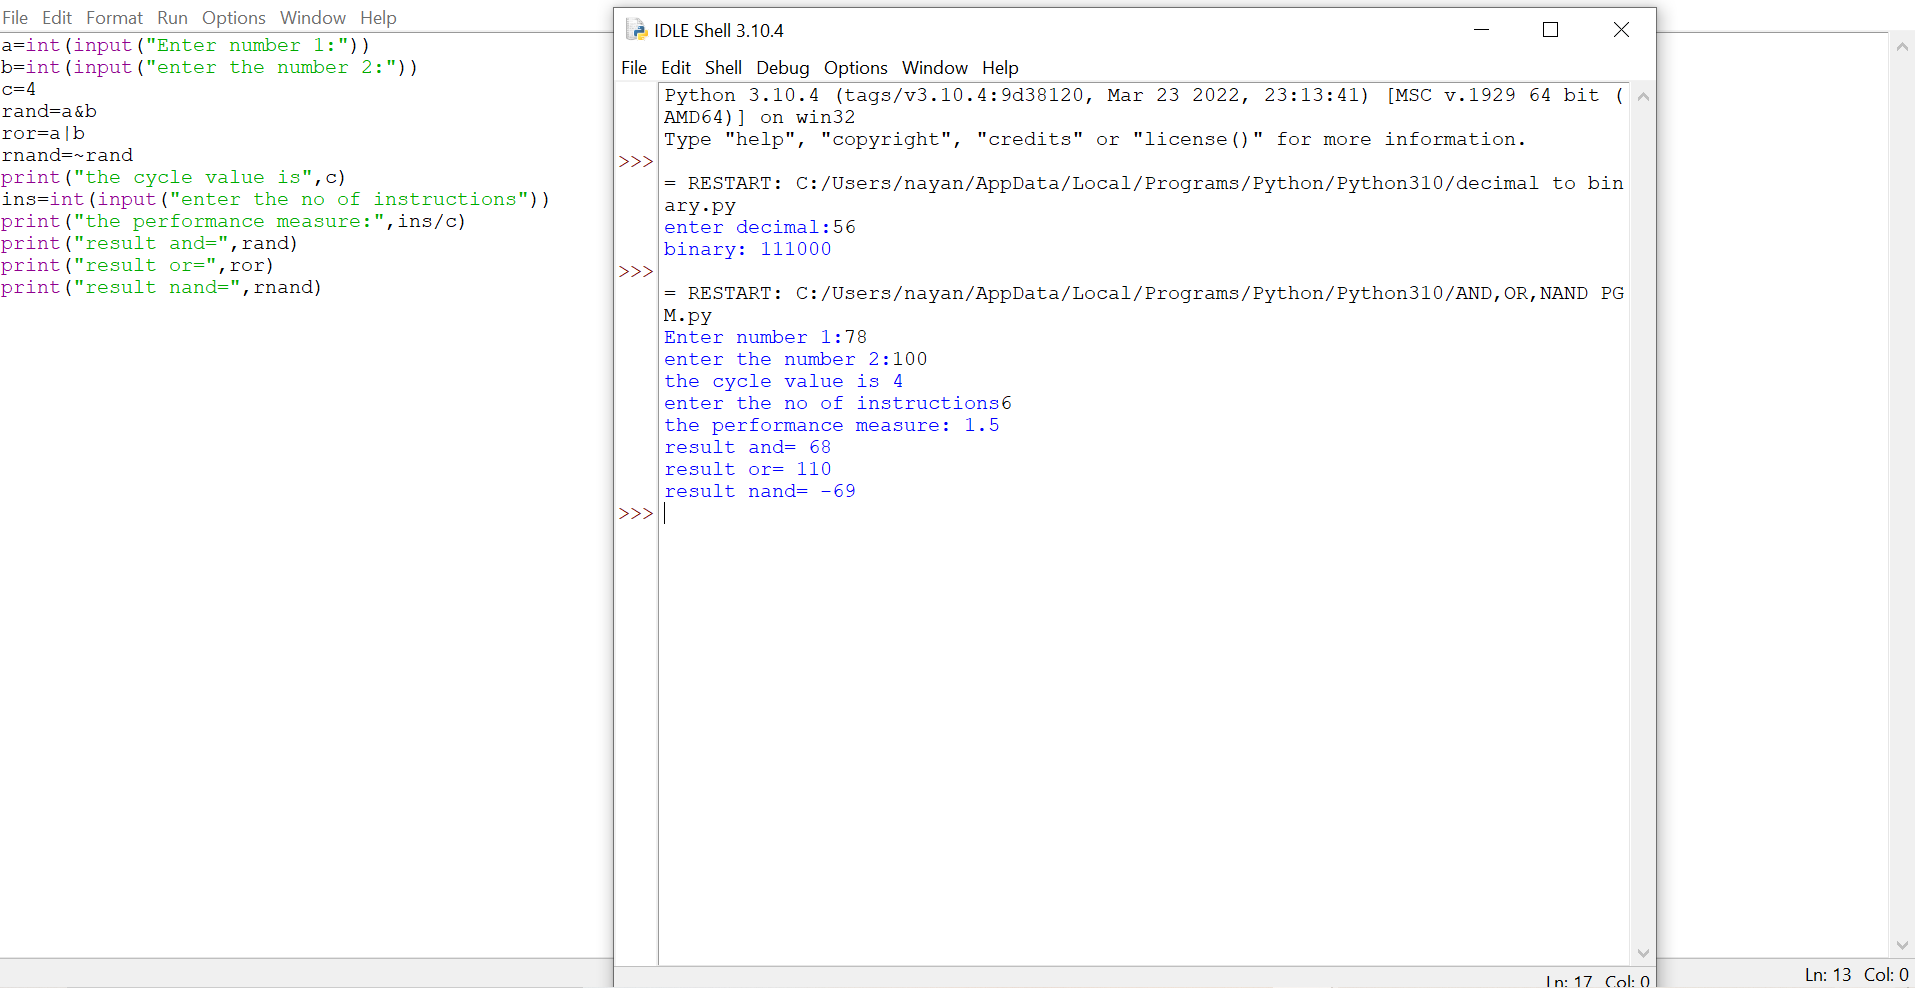 File Edit Format Run Options Window Help
a=int(input("Enter number 1:"))
b=int(input("enter the number 2:"))
c=4
rand=a&b
ror=a|b
rnand=~rand
print("the cycle value is",c)
ins=int(input("enter the no of instructions"))
print("the performance measure:",ins/c)
print("result and=",rand)
print("result or=",ror)
print("result nand=",rnand)
IDLE Shell 3.10.4
File Edit Shell Debug Options Window Help
Python 3.10.4 (tags/v3.10.4:9d38120, Mar 23 2022, 23:13:41) [MSC v.1929 64 bit (
AMD64)] on win32
Type "help", "copyright", "credits" or "license()" for more information.
>>>
= RESTART: C:/Users/nayan/AppData/Local/Programs/Python/Python310/decimal to bin
ary.py
enter decimal:56
binary: 111000
>>>
= RESTART: C:/Users/nayan/AppData/Local/Programs/Python/Python310/AND,OR,NAND PG
M.py
Enter number 1:78
enter the number 2:100
the cycle value is 4
enter the no of instructions6
the performance measure: 1.5
result and= 68
result or= 110
result nand= -69
>>>
Ln: 17 Col: 0
Ln: 13 Col: 0